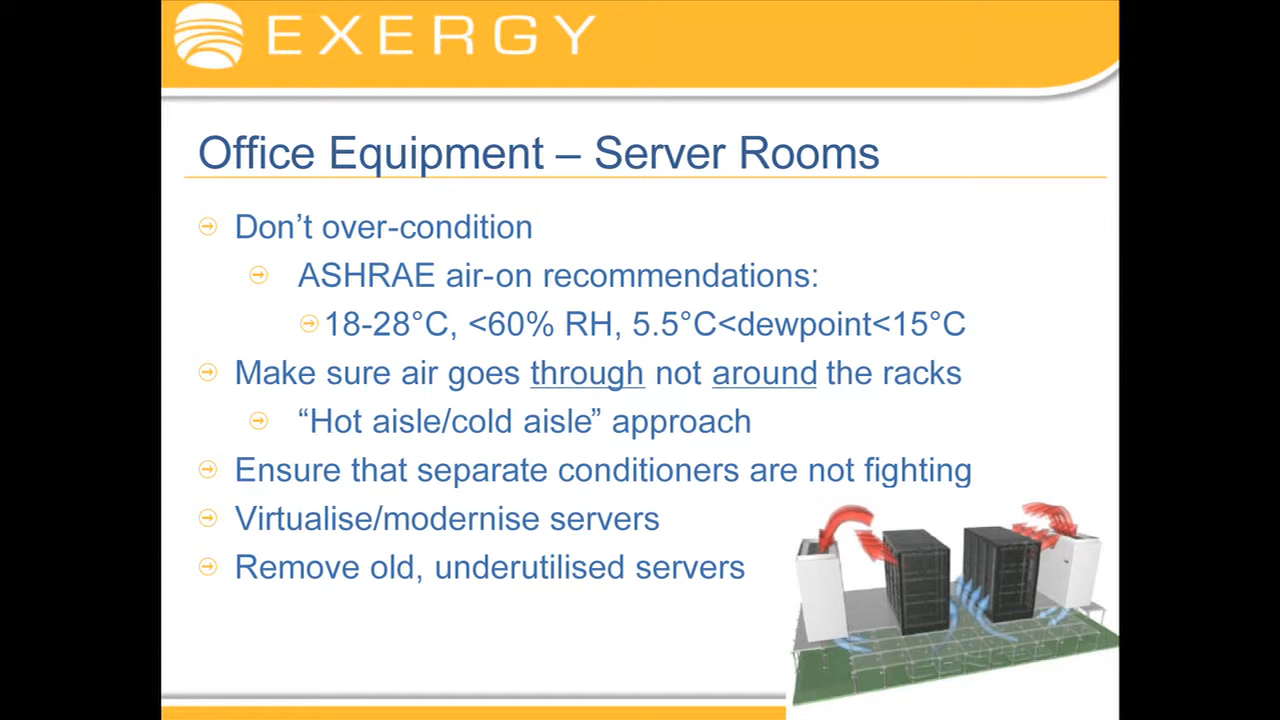 EXERGY
Office Equipment – Server Rooms
Don’t over-condition
ASHRAE air-on recommendations:
18-28°C, <60% RH, 5.5°C<dewpoint<15°C
Make sure air goes through not around the racks
“Hot aisle/cold aisle” approach
Ensure that separate conditioners are not fighting
Virtualise/modernise servers
Remove old, underutilised servers